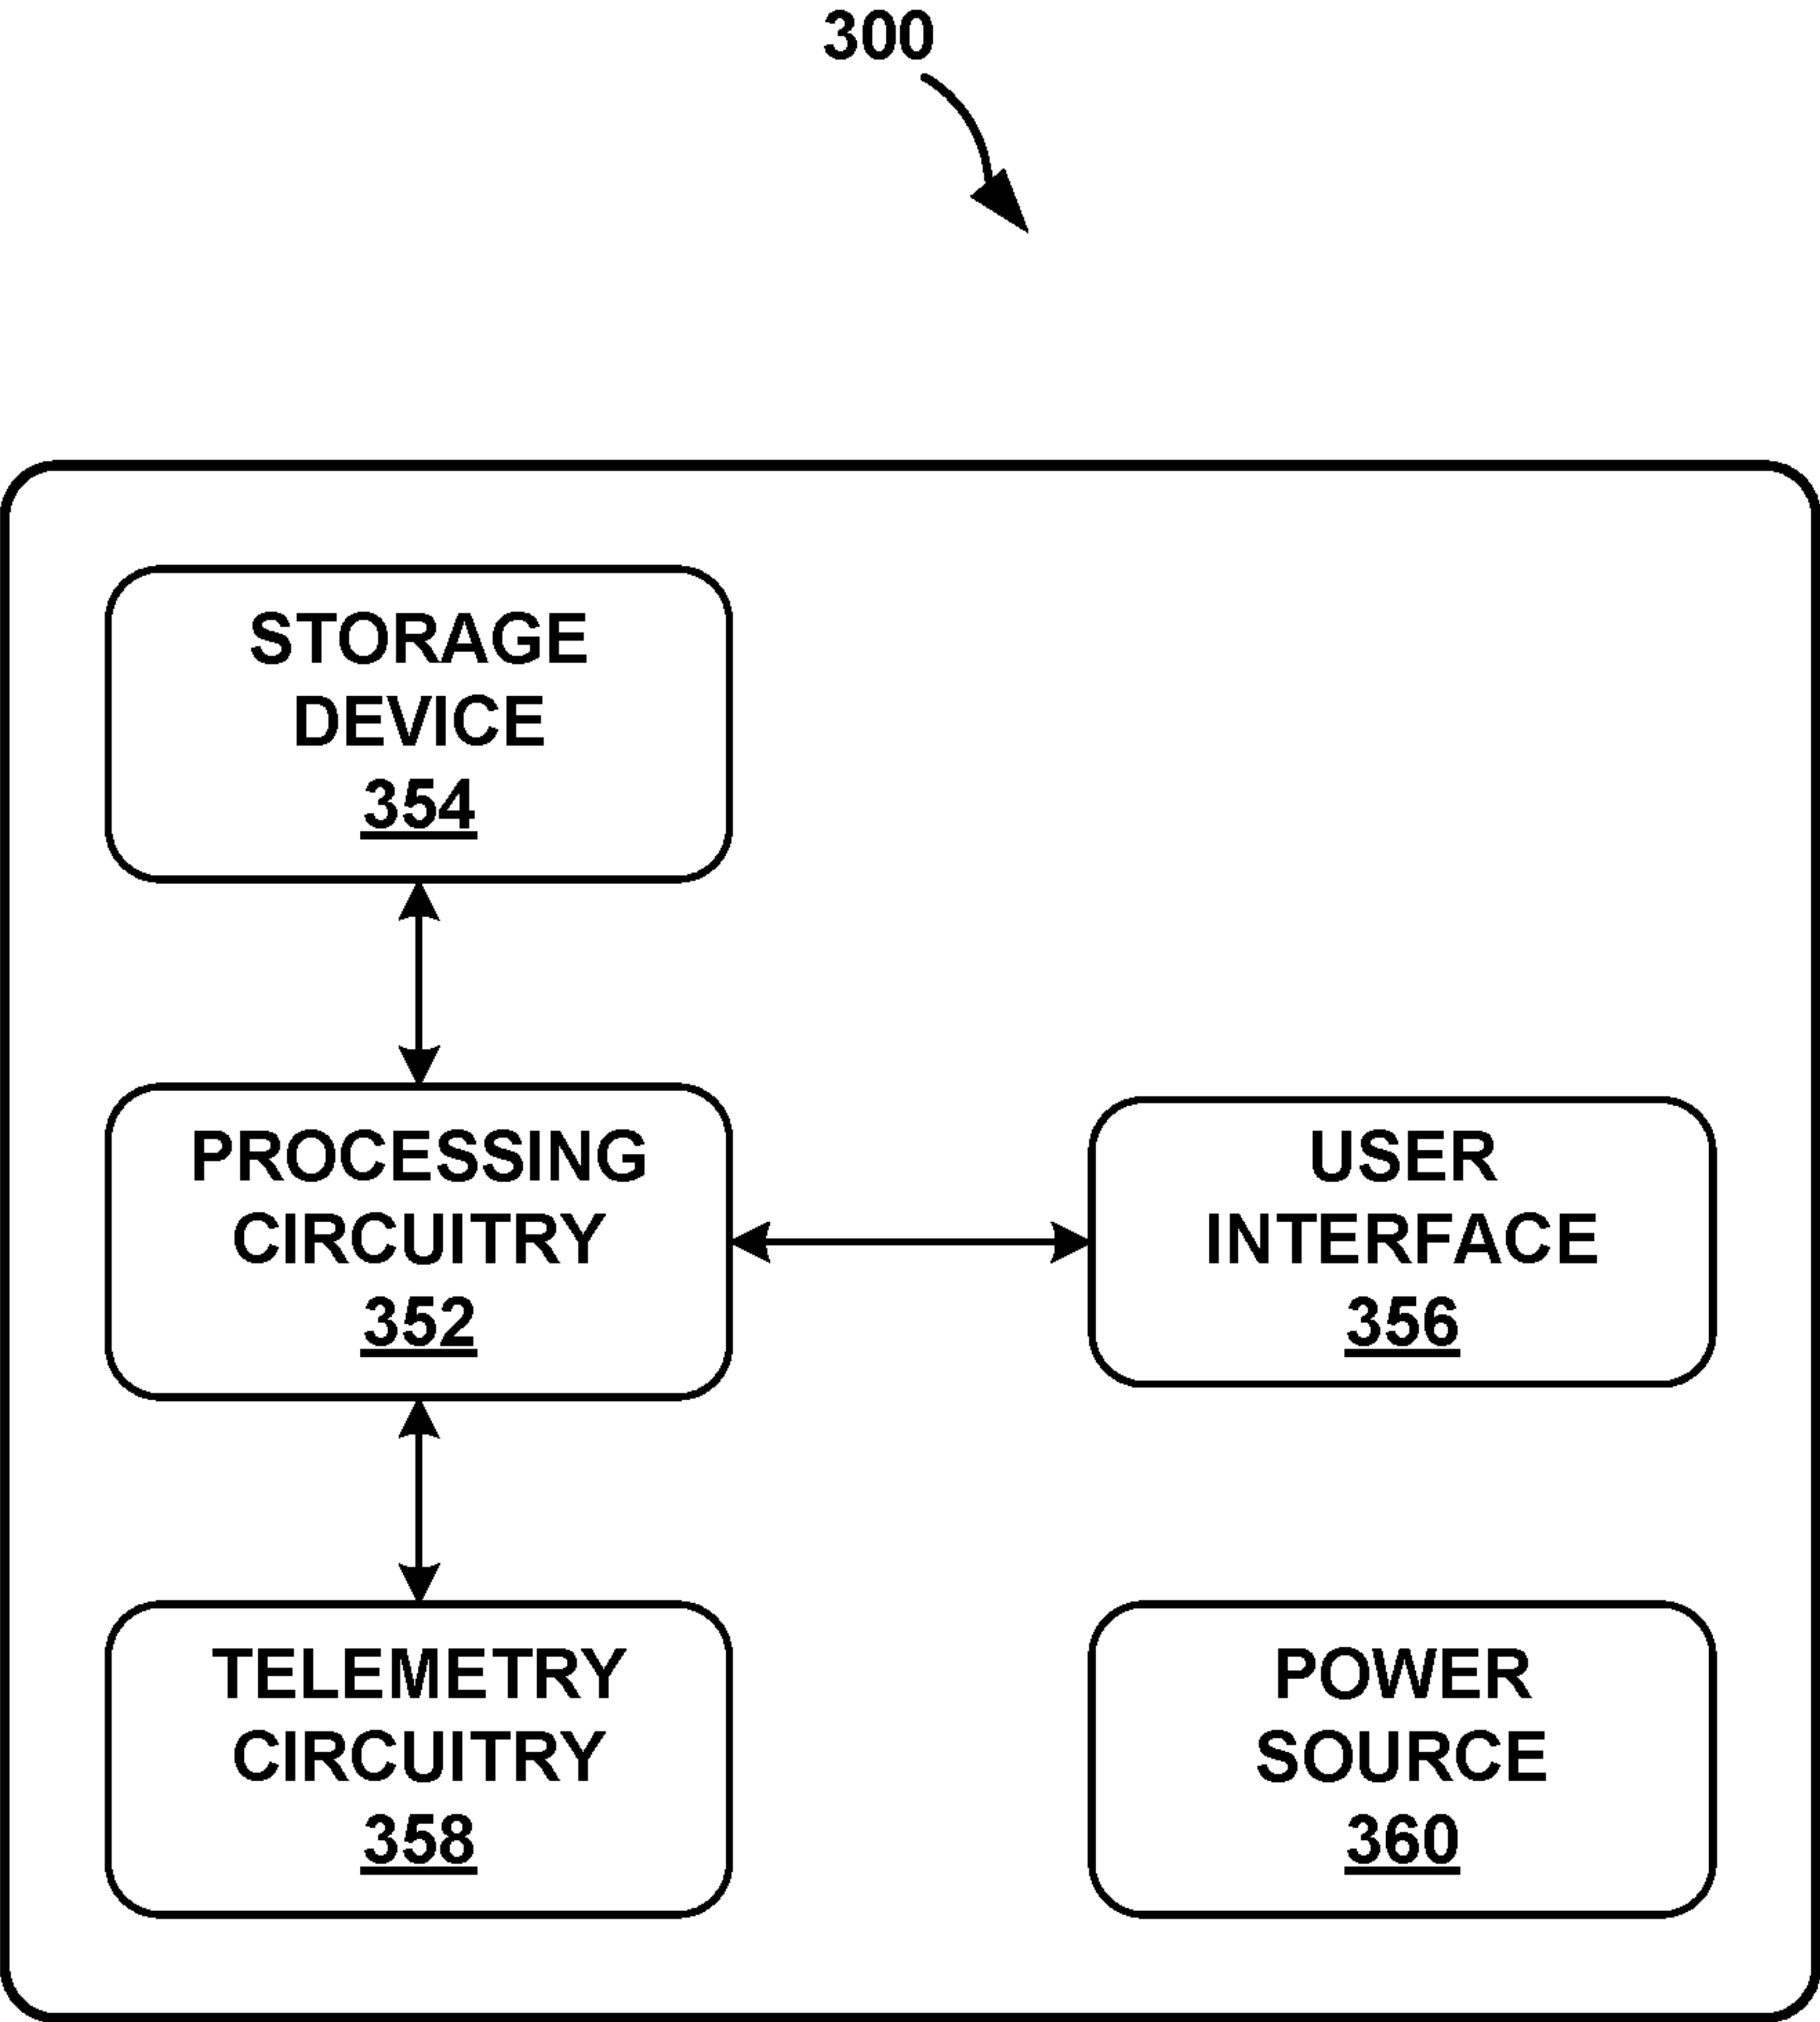 300
STORAGE
DEVICE
354
PROCESSING
CIRCUITRY
352
USER
INTERFACE
356
TELEMETRY
CIRCUITRY
358
POWER
SOURCE
360